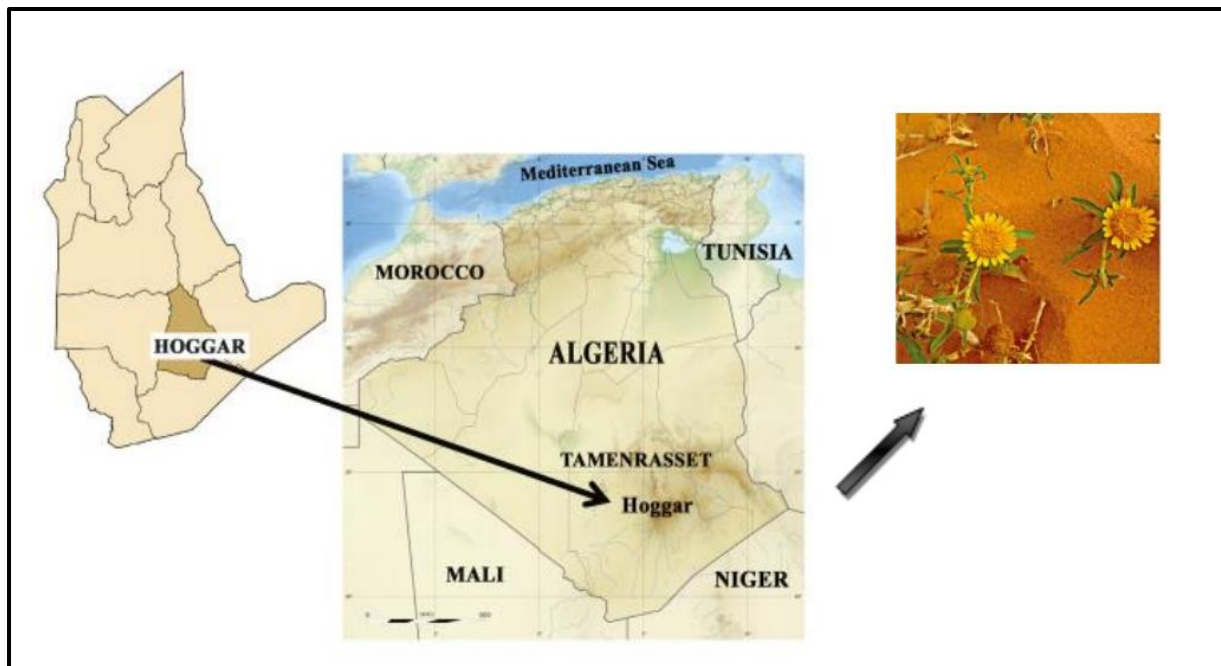 HOGGAR
Mediterranean Sea
MOROCCO
TUNISIA
ALGERIA
TAMENRASSET
Hoggar
MALI
NIGER